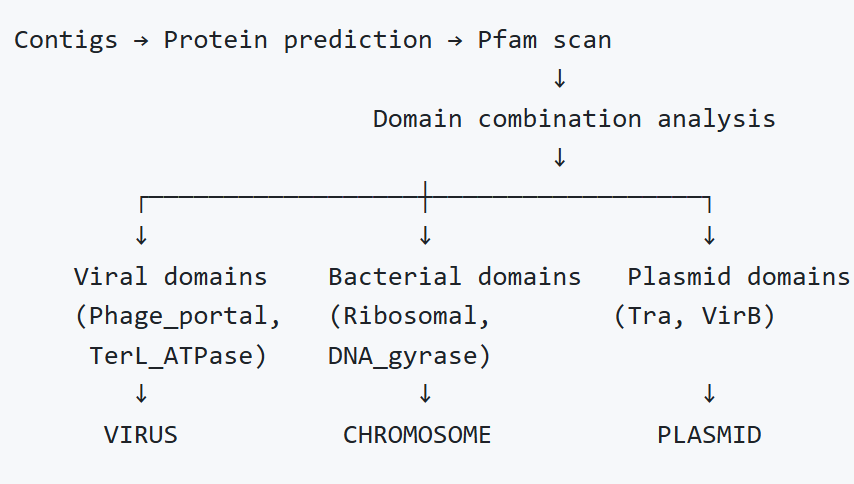 Contigs → Protein prediction → Pfam scan
↓
Domain combination analysis
↓
↓ ↓ ↓
Viral domains Bacterial domains Plasmid domains
(Phage_portal, (Ribosomal, (Tra, VirB)
TerL_ATPase) DNA_gyrase)
↓ ↓ ↓
VIRUS CHROMOSOME PLASMID